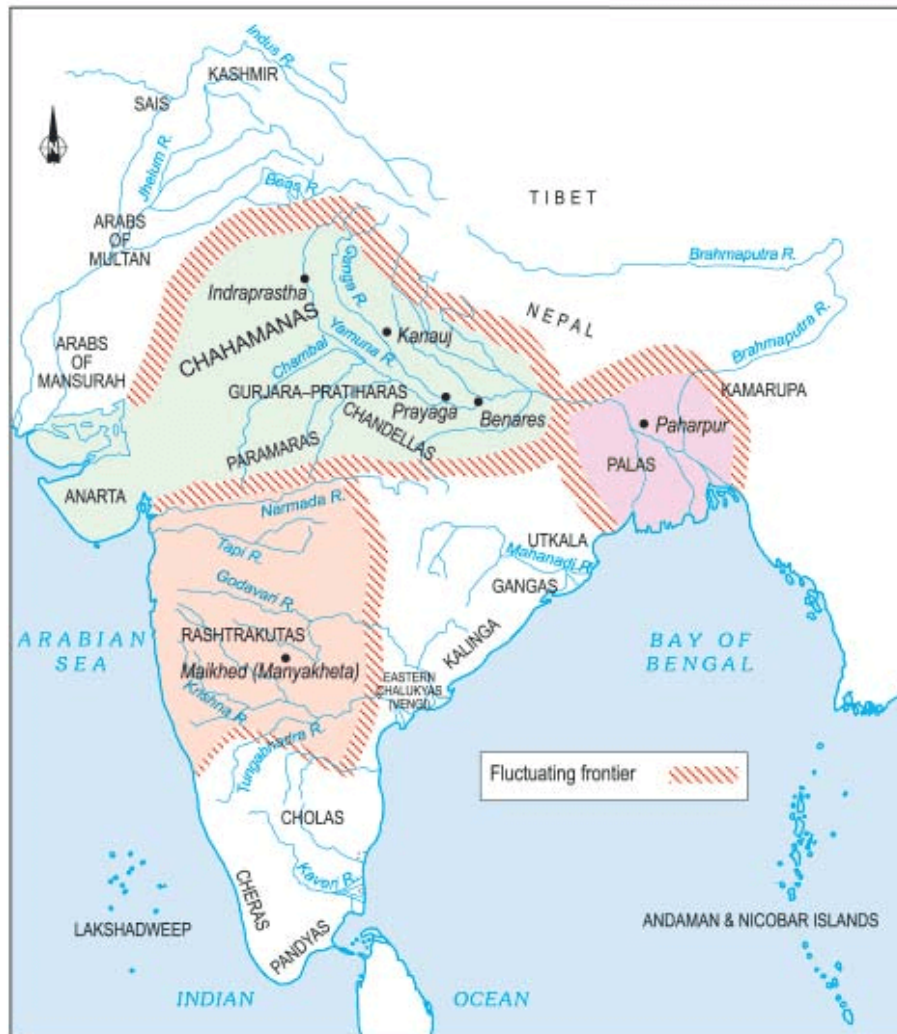 Indus R.
KASHMIR
SAIS
N
Jhelum R.
Beas R.
TIBET
ARABS
OF
MULTAN
Brahmaputra R.
Ganga R.
Indraprastha
NEPAL
CHAHAMANAS
Kanauj
Brahmaputra R.
ARABS
OF
MANSURAH
Yamuna R.
Chambal
KAMARUPA
GURJARA–PRATIHARAS
Prayaga
Benares
CHANDELLAS
Paharpur
PARAMARAS
PALAS
ANARTA
Narmada R.
UTKALA
Tapi R.
Mahanadi R.
GANGAS
Godavari R.
KALINGA
ARABIAN
SEA
RASHTRAKUTAS
Maikhed (Manyakheta)
BAY OF
BENGAL
EASTERN
CHALUKYAS
(VENGI)
Krishna R.
Tungabhadra R.
Fluctuating frontier
CHOLAS
Kaveri R.
CHERAS
LAKSHADWEEP
PANDYAS
ANDAMAN & NICOBAR ISLANDS
INDIAN
OCEAN